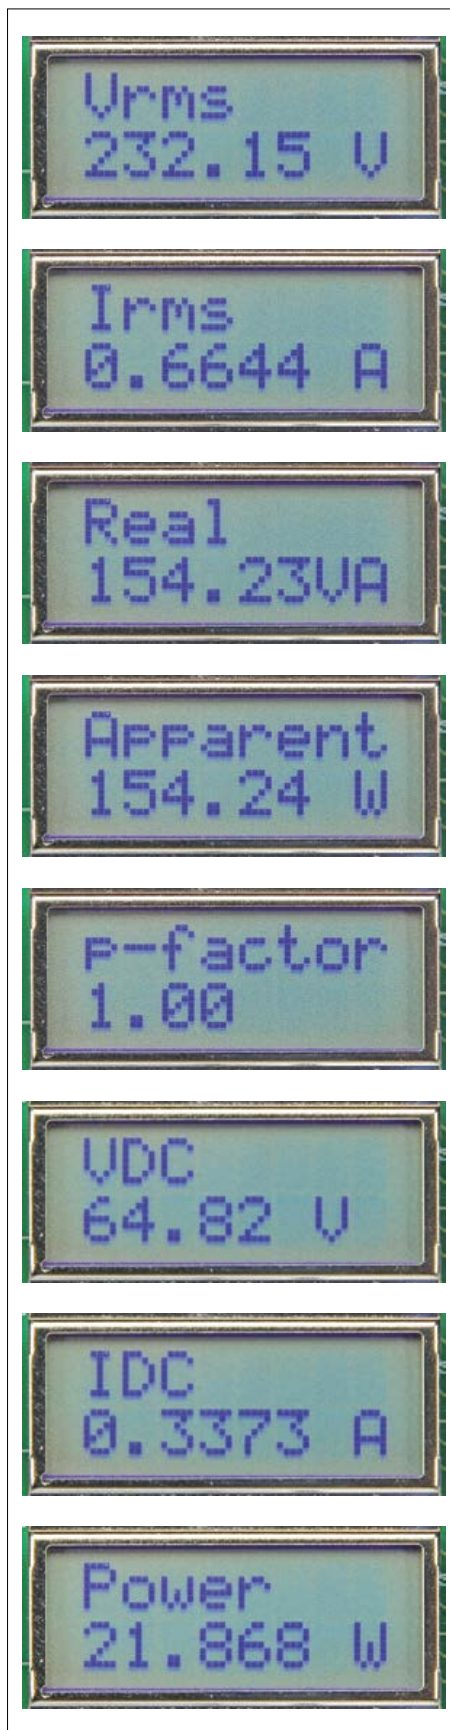 Vrms
232.15 V
Irms
0.6644 A
Real
154.23VA
Apparent
154.24 W
p-factor
1.00
VDC
64.82 V
IDC
0.3373 A
Power
21.868 W